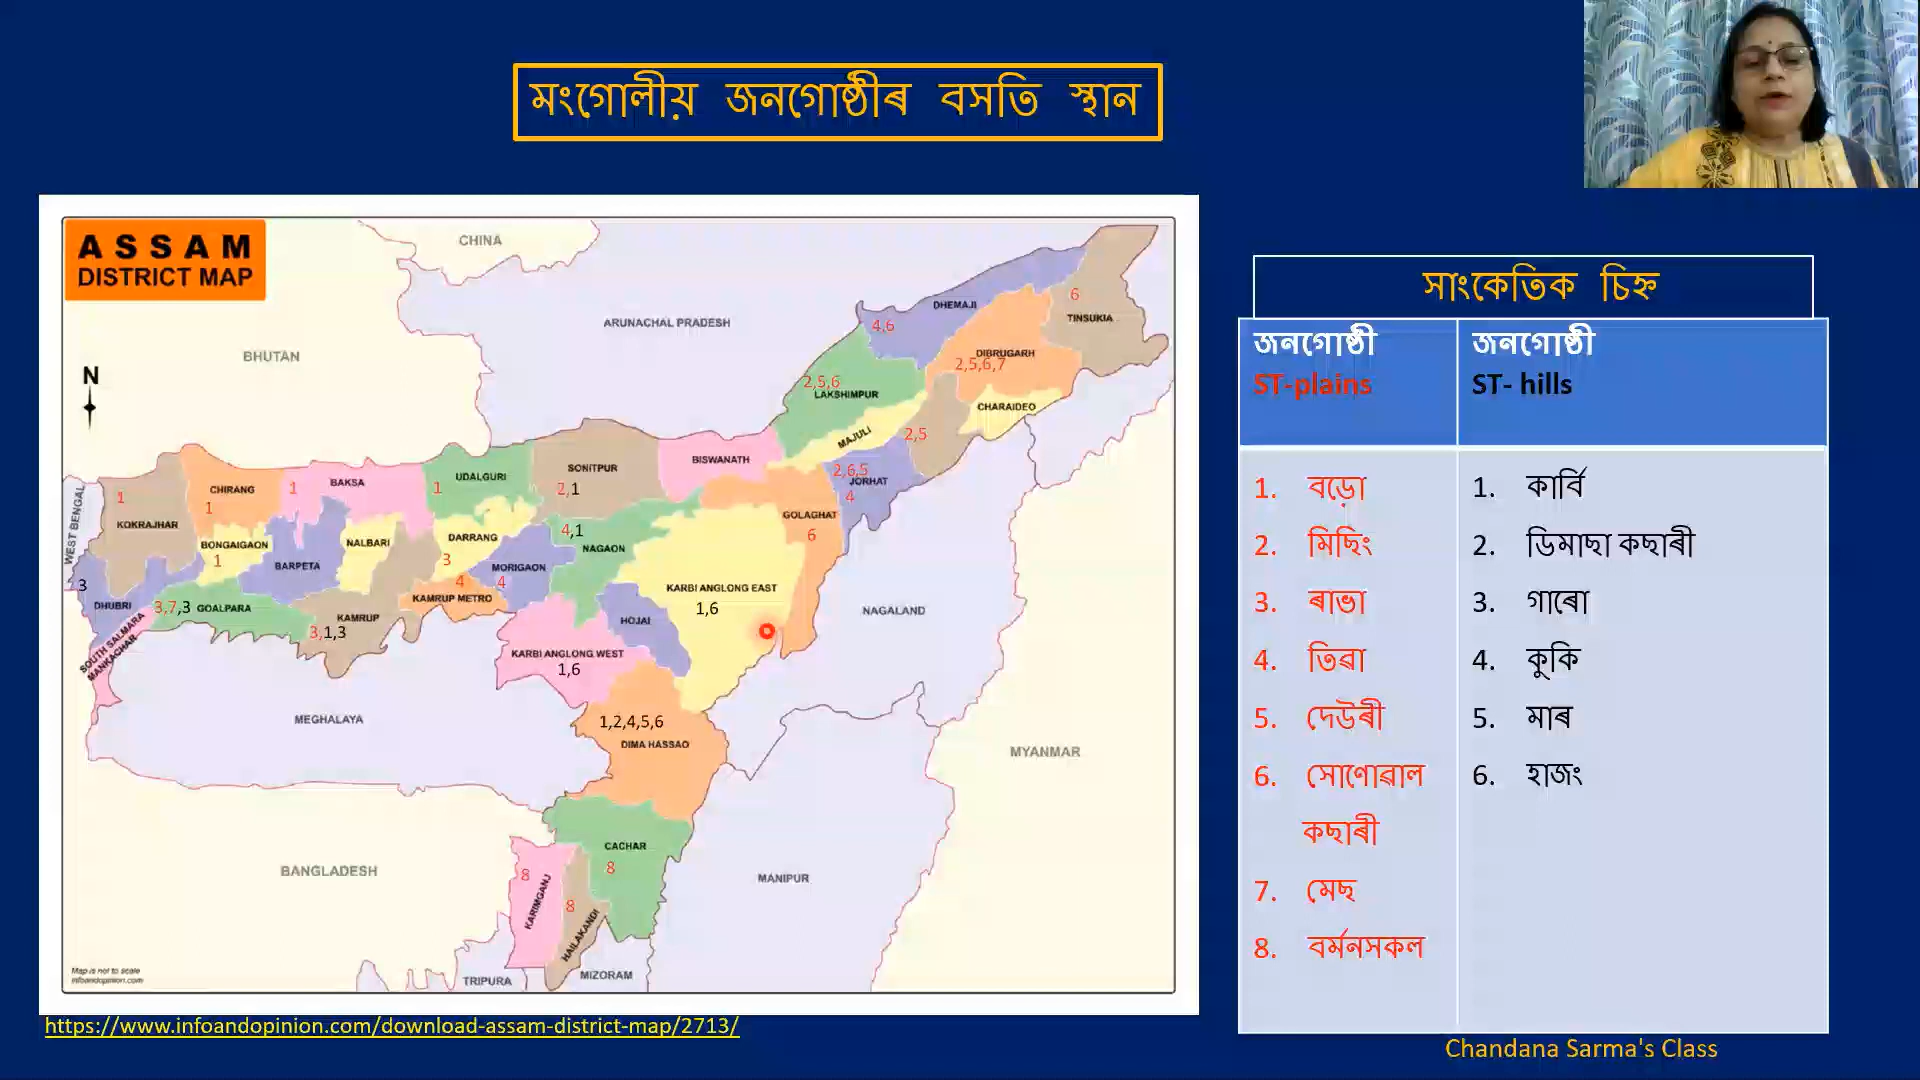 মংগোলীয় জনগোষ্ঠীৰ বসতি স্থান
ASSAM
DISTRICT MAP
CHINA
ARUNACHAL PRADESH
BHUTAN
N
DHEMAJI
4,6
6
TINSUKIA
DIBRUGARH
2,5,6,7
2,5,6
LAKSHIMPUR
CHARAIDEO
MAJULI
2,5
2,6,5
JORHAT
4
BISWANATH
SONITPUR
2,1
UDALGURI
1
BAKSA
1
CHIRANG
1
1
KOKRAJHAR
WEST BENGAL
BONGAIGAON
1
BARPETA
NALBARI
DARRANG
3
4,1
NAGAON
GOLAGHAT
6
MORIGAON
4
4
KAMRUP METRO
KARBI ANGLONG EAST
1,6
NAGALAND
3
DHUBRI
3,7,3 GOALPARA
KAMRUP
3,1,3
HOJAI
SOUTH SALMARA
MANKACHAR
KARBI ANGLONG WEST
1,6
MEGHALAYA
1,2,4,5,6
DIMA HASSAO
MYANMAR
BANGLADESH
CACHAR
8
8
KARIMGANJ
8
HAILAKANDI
MANIPUR
TRIPURA
MIZORAM
Map is not to scale
infoandopinion.com
https://www.infoandopinion.com/download-assam-district-map/2713/
সাংকেতিক চিহ্ন
জনগোষ্ঠী
ST-plains
1. বড়ো
2. মিছিং
3. ৰাভা
4. তিৱা
5. দেউৰী
6. সোণোৱাল
কছাৰী
7. মেছ
8. বৰ্মনসকল
জনগোষ্ঠী
ST- hills
1. কাৰ্বি
2. ডিমাছা কছাৰী
3. গাৰো
4. কুকি
5. মাৰ
6. হাজং
Chandana Sarma's Class